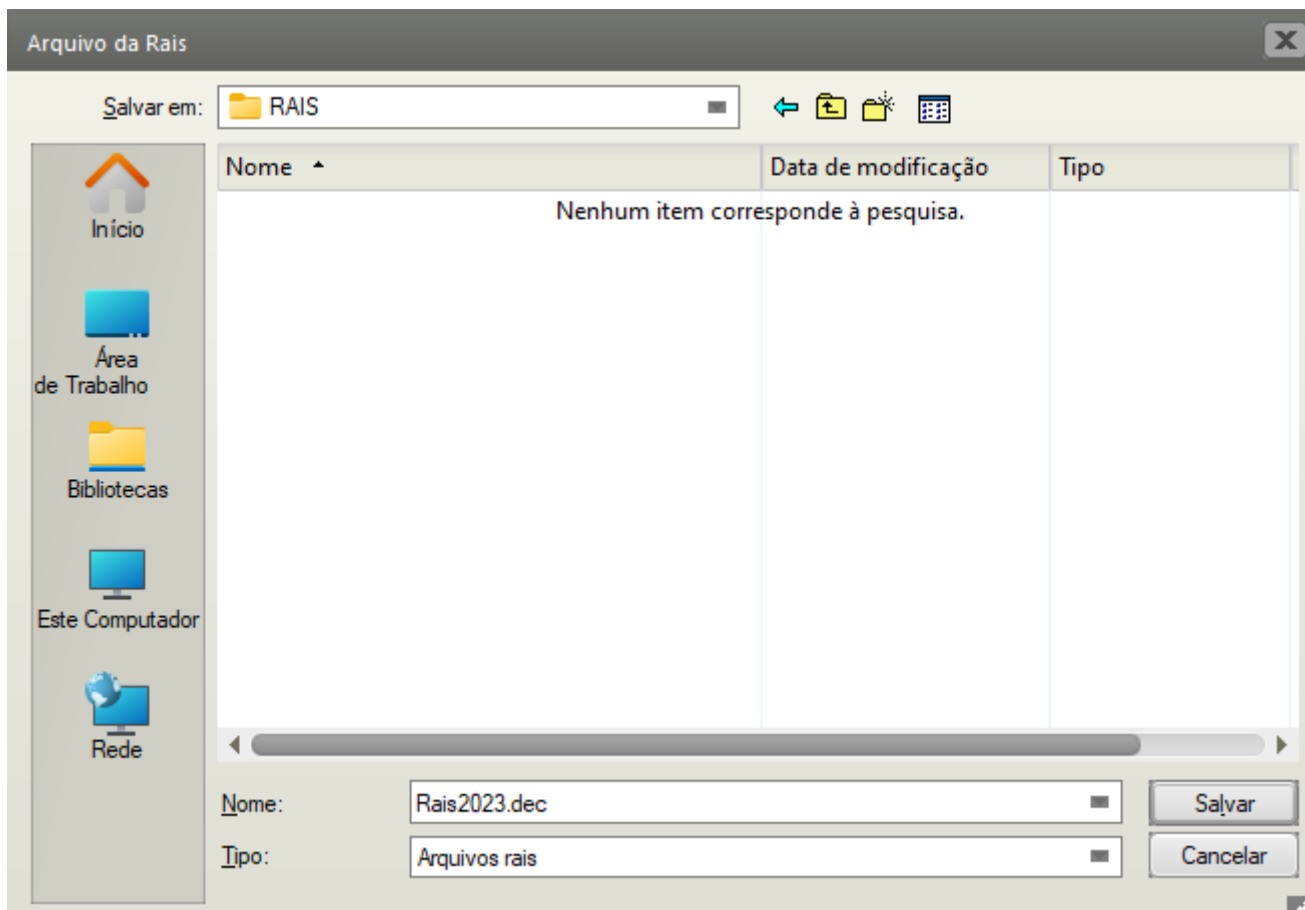 Arquivo da Rais
Salvar em:
RAIS
Nome
Data de modificação
Tipo
Nenhum item corresponde à pesquisa.
Início
Área
de Trabalho
Bibliotecas
Este Computador
Rede
Nome:
Rais2023.dec
Salvar
Tipo:
Arquivos rais
Cancelar